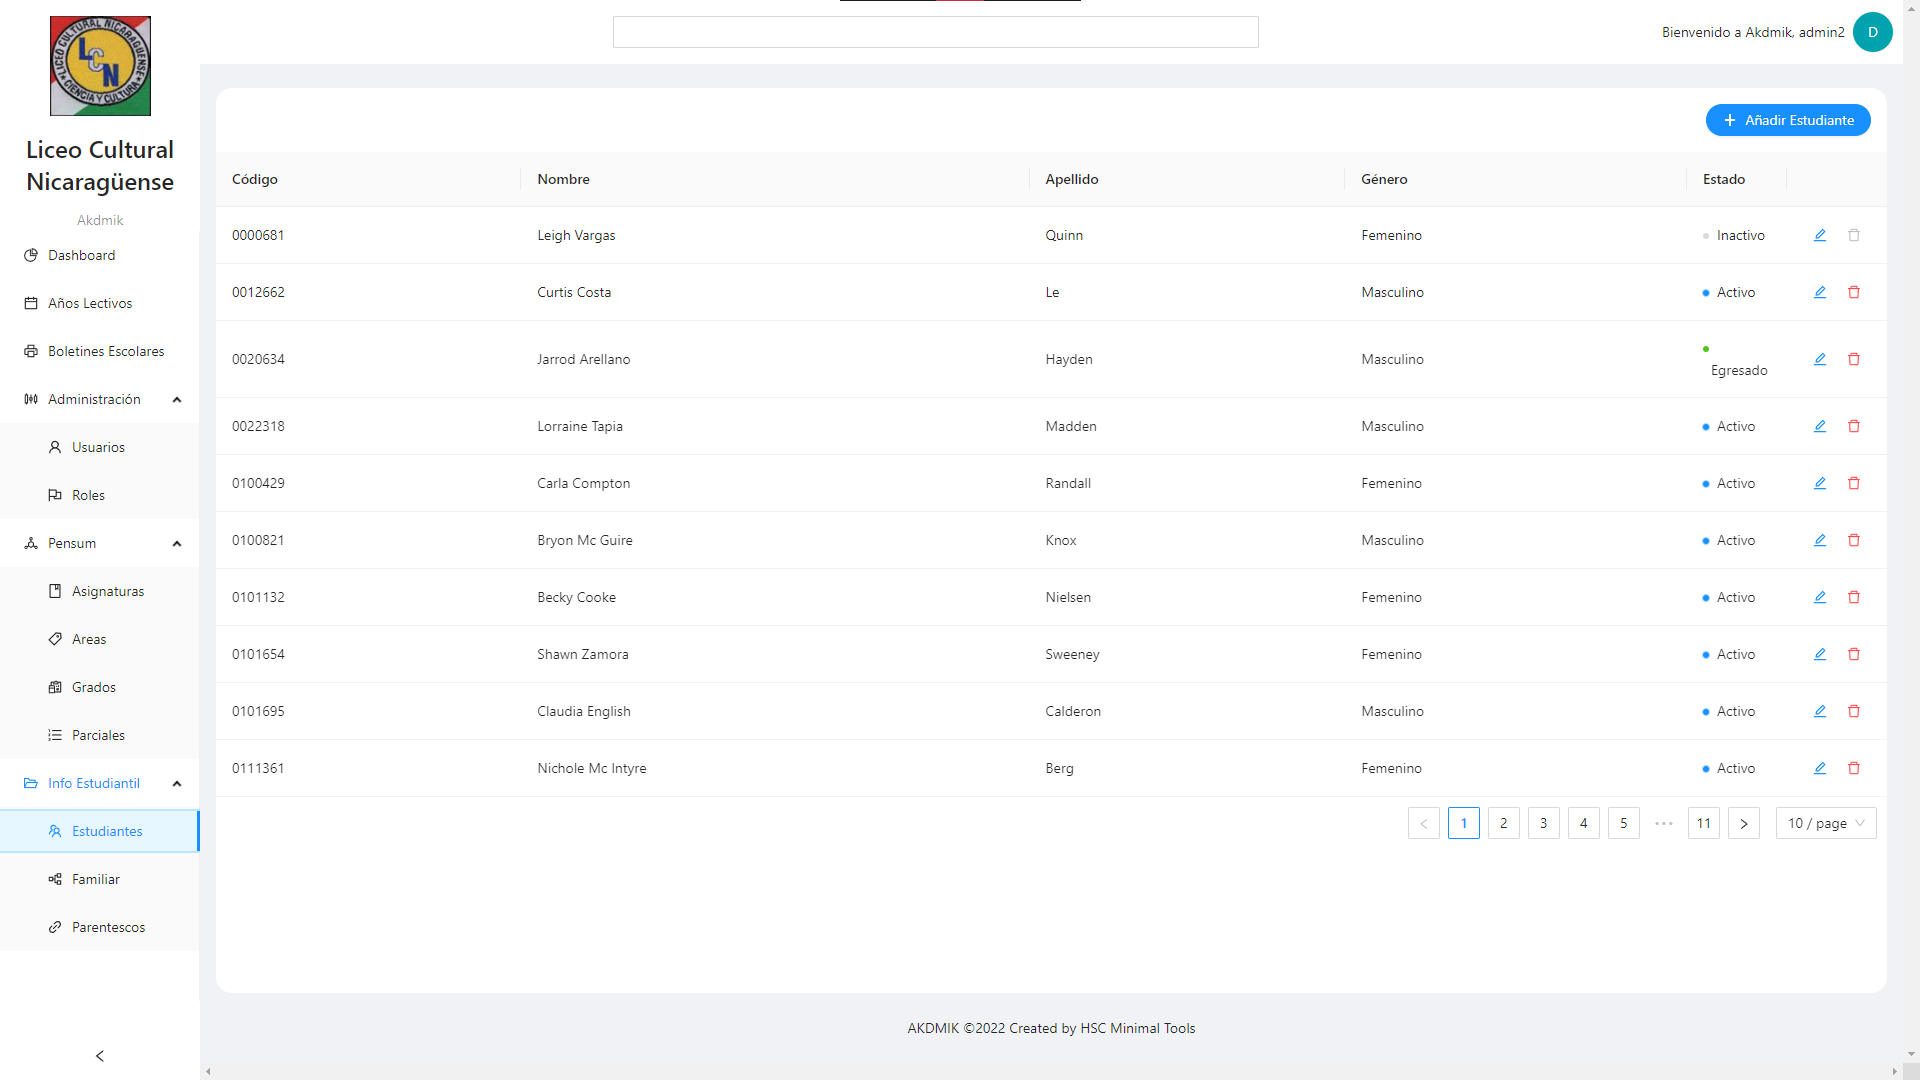 LICEO CULTURAL NICARAGUENSE
LCN
CIENCIA Y CULTURA
Liceo Cultural
Nicaragüense
Akdmik
Dashboard
Años Lectivos
Boletines Escolares
Administración
Usuarios
Roles
Pensum
Asignaturas
Areas
Grados
Parciales
Info Estudiantil
Estudiantes
Familiar
Parentescos
Bienvenido a Akdmik, admin2 D
+ Añadir Estudiante
Código Nombre Apellido Género Estado
0000681 Leigh Vargas Quinn Femenino Inactivo
0012662 Curtis Costa Le Masculino Activo
0020634 Jarrod Arellano Hayden Masculino Egresado
0022318 Lorraine Tapia Madden Masculino Activo
0100429 Carla Compton Randall Femenino Activo
0100821 Bryon Mc Guire Knox Masculino Activo
0101132 Becky Cooke Nielsen Femenino Activo
0101654 Shawn Zamora Sweeney Femenino Activo
0101695 Claudia English Calderon Masculino Activo
0111361 Nichole Mc Intyre Berg Femenino Activo
< 1 2 3 4 5 ••• 11 > 10 / page
AKDMIK ©2022 Created by HSC Minimal Tools